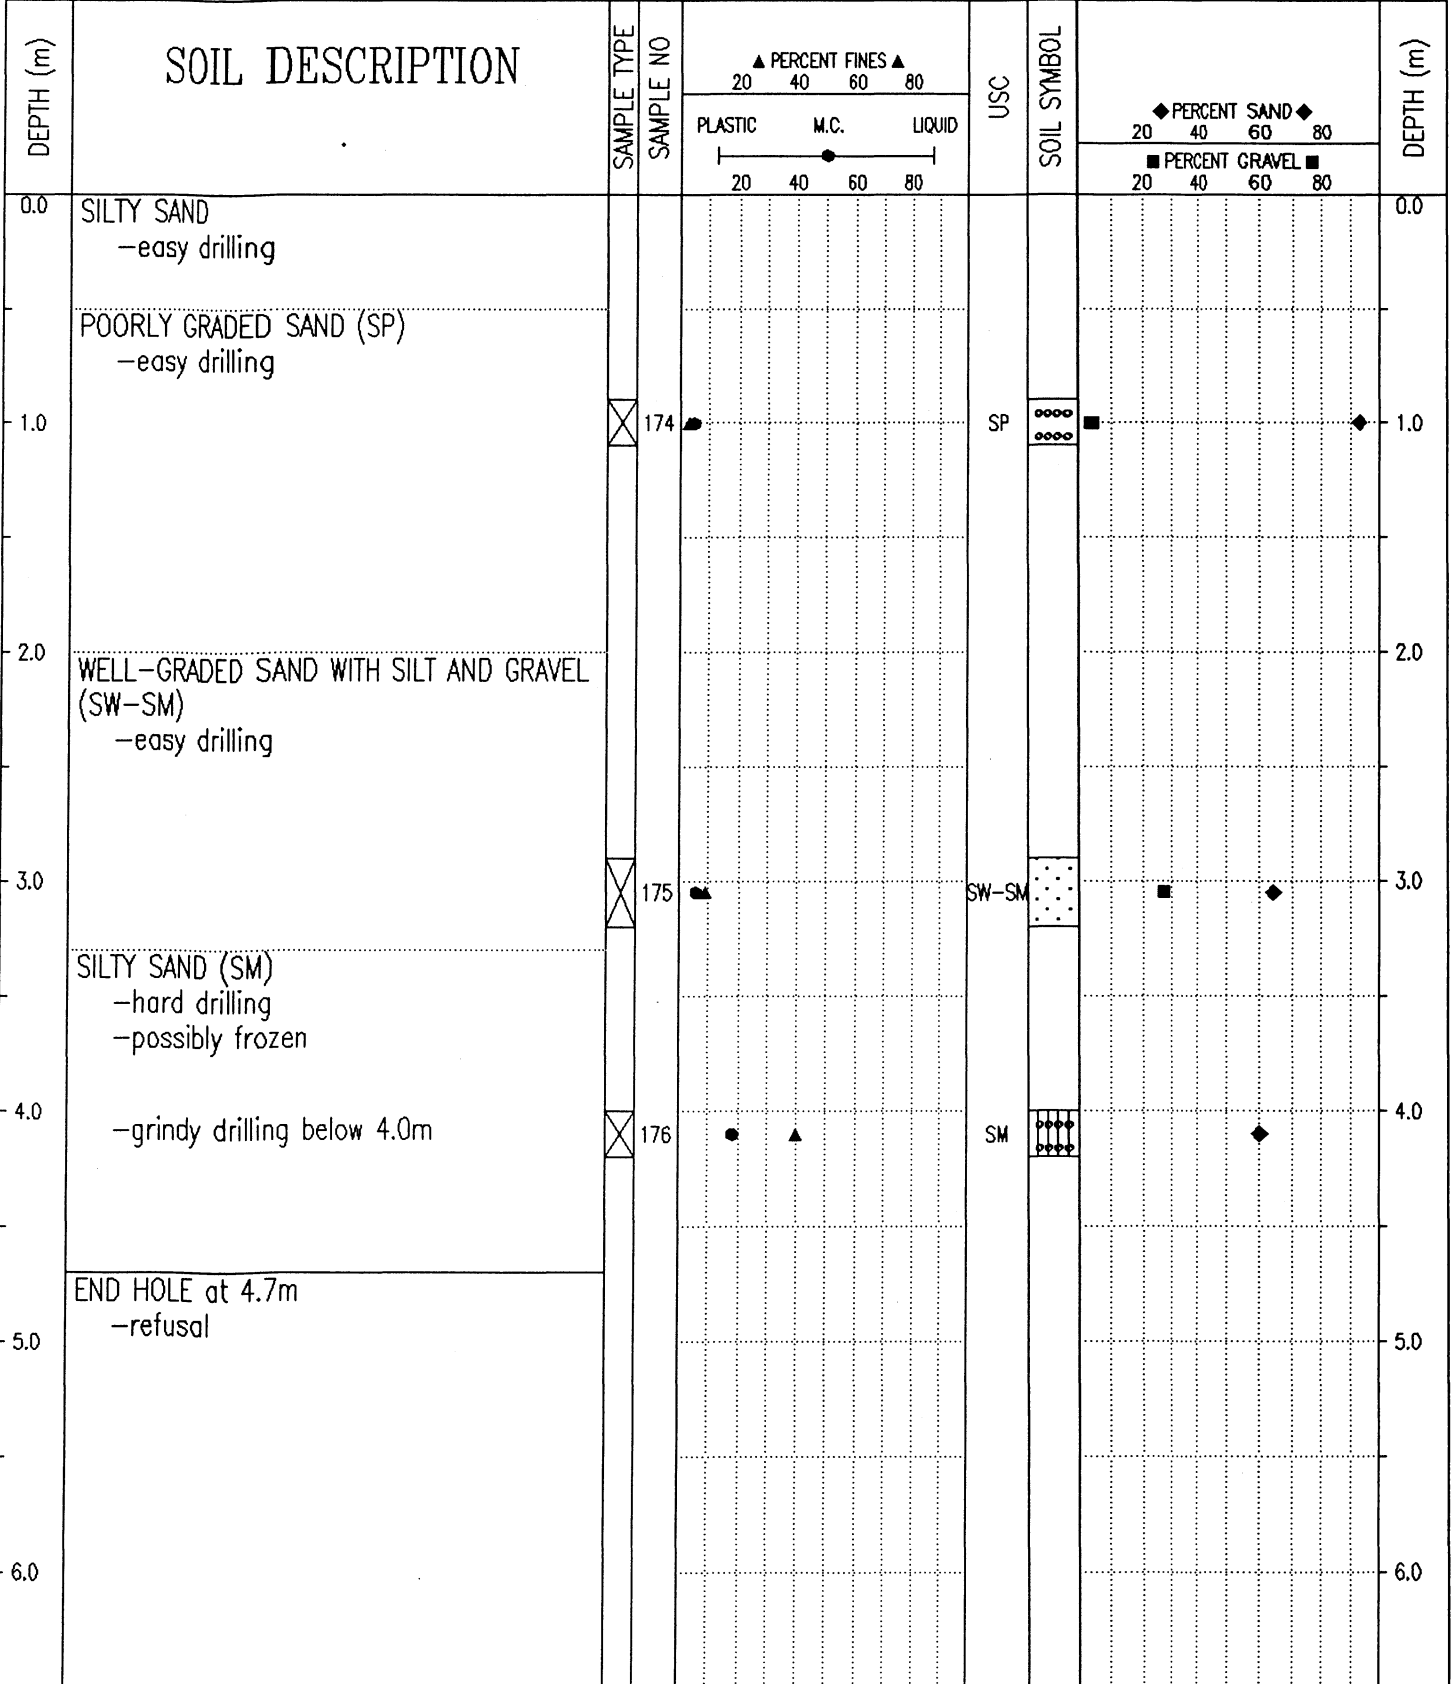 DEPTH (m)
SOIL DESCRIPTION
SAMPLE TYPE
SAMPLE NO
▲ PERCENT FINES ▲
20 40 60 80
PLASTIC M.C. LIQUID
20 40 60 80
USC
SOIL SYMBOL
◆ PERCENT SAND ◆
20 40 60 80
■ PERCENT GRAVEL ■
20 40 60 80
DEPTH (m)
0.0 0.0
SILTY SAND
-easy drilling
POORLY GRADED SAND (SP)
-easy drilling
1.0 174 SP 1.0
2.0 2.0
WELL-GRADED SAND WITH SILT AND GRAVEL
(SW-SM)
-easy drilling
3.0 175 SW-SM 3.0
SILTY SAND (SM)
-hard drilling
-possibly frozen
4.0 4.0
-grindy drilling below 4.0m 176 SM
END HOLE at 4.7m
-refusal
5.0 5.0
6.0 6.0